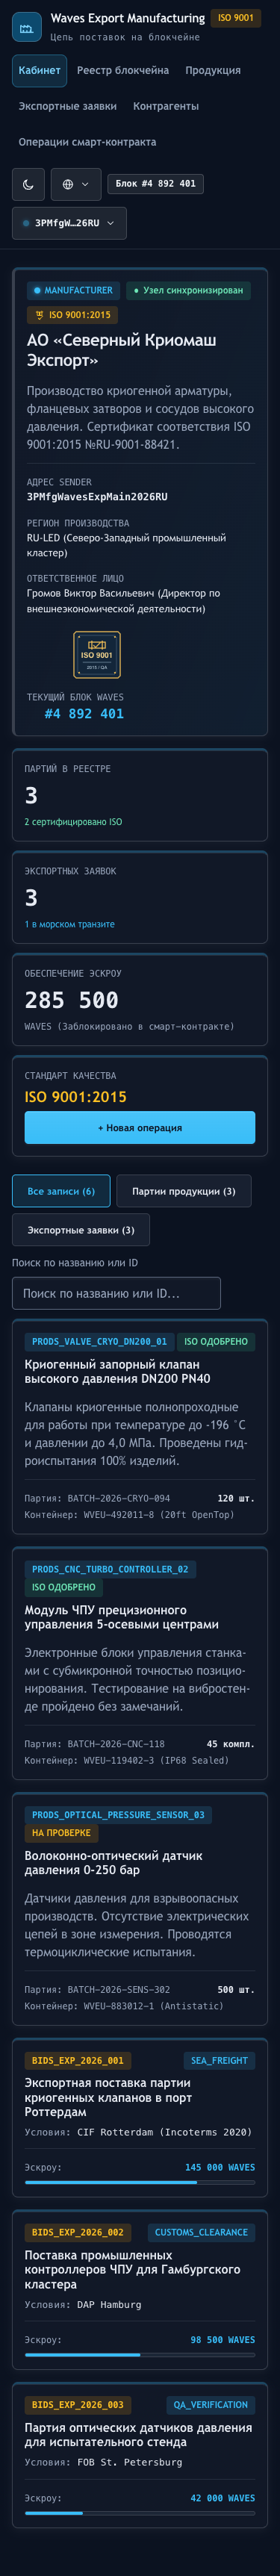 Waves Export Manufacturing ISO 9001
Цепь поставок на блокчейне
Кабинет Реестр блокчейна Продукция
Экспортные заявки Контрагенты
Операции смарт-контракта
Блок #4 892 401
3PMfgW…26RU
MANUFACTURER Узел синхронизирован
ISO 9001:2015
АО «Северный Криомаш
Экспорт»
Производство криогенной арматуры,
фланцевых затворов и сосудов высокого
давления. Сертификат соответствия ISO
9001:2015 №RU-9001-88421.
АДРЕС SENDER
3PMfgWavesExpMain2026RU
РЕГИОН ПРОИЗВОДСТВА
RU-LED (Северо-Западный промышленный
кластер)
ОТВЕТСТВЕННОЕ ЛИЦО
Громов Виктор Васильевич (Директор по
внешнеэкономической деятельности)
ISO 9001
2015 / QA
ТЕКУЩИЙ БЛОК WAVES
#4 892 401
ПАРТИЙ В РЕЕСТРЕ
3
2 сертифицировано ISO
ЭКСПОРТНЫХ ЗАЯВОК
3
1 в морском транзите
ОБЕСПЕЧЕНИЕ ЭСКРОУ
285 500
WAVES (Заблокировано в смарт-контракте)
СТАНДАРТ КАЧЕСТВА
ISO 9001:2015
+ Новая операция
Все записи (6) Партии продукции (3)
Экспортные заявки (3)
Поиск по названию или ID
Поиск по названию или ID...
PRODS_VALVE_CRYO_DN200_01 ISO ОДОБРЕНО
Криогенный запорный клапан
высокого давления DN200 PN40
Клапаны криогенные полнопроходные
для работы при температуре до -196 °C
и давлении до 4,0 МПа. Проведены гид-
роиспытания 100% изделий.
Партия: BATCH-2026-CRYO-094 120 шт.
Контейнер: WVEU-492011-8 (20ft OpenTop)
PRODS_CNC_TURBO_CONTROLLER_02
ISO ОДОБРЕНО
Модуль ЧПУ прецизионного
управления 5-осевыми центрами
Электронные блоки управления станка-
ми с субмикронной точностью позицио-
нирования. Тестирование на вибростен-
де пройдено без замечаний.
Партия: BATCH-2026-CNC-118 45 компл.
Контейнер: WVEU-119402-3 (IP68 Sealed)
PRODS_OPTICAL_PRESSURE_SENSOR_03
НА ПРОВЕРКЕ
Волоконно-оптический датчик
давления 0-250 бар
Датчики давления для взрывоопасных
производств. Отсутствие электрических
цепей в зоне измерения. Проводятся
термоциклические испытания.
Партия: BATCH-2026-SENS-302 500 шт.
Контейнер: WVEU-883012-1 (Antistatic)
BIDS_EXP_2026_001 SEA_FREIGHT
Экспортная поставка партии
криогенных клапанов в порт
Роттердам
Условия: CIF Rotterdam (Incoterms 2020)
Эскроу: 145 000 WAVES
BIDS_EXP_2026_002 CUSTOMS_CLEARANCE
Поставка промышленных
контроллеров ЧПУ для Гамбургского
кластера
Условия: DAP Hamburg
Эскроу: 98 500 WAVES
BIDS_EXP_2026_003 QA_VERIFICATION
Партия оптических датчиков давления
для испытательного стенда
Условия: FOB St. Petersburg
Эскроу: 42 000 WAVES